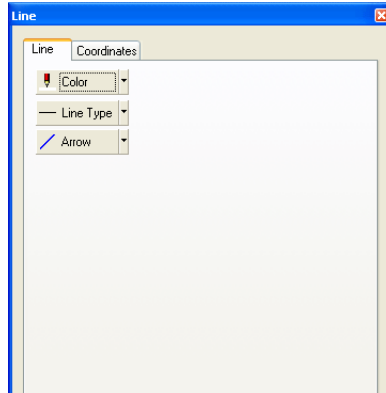 Line
Line Coordinates
Color
Line Type
Arrow